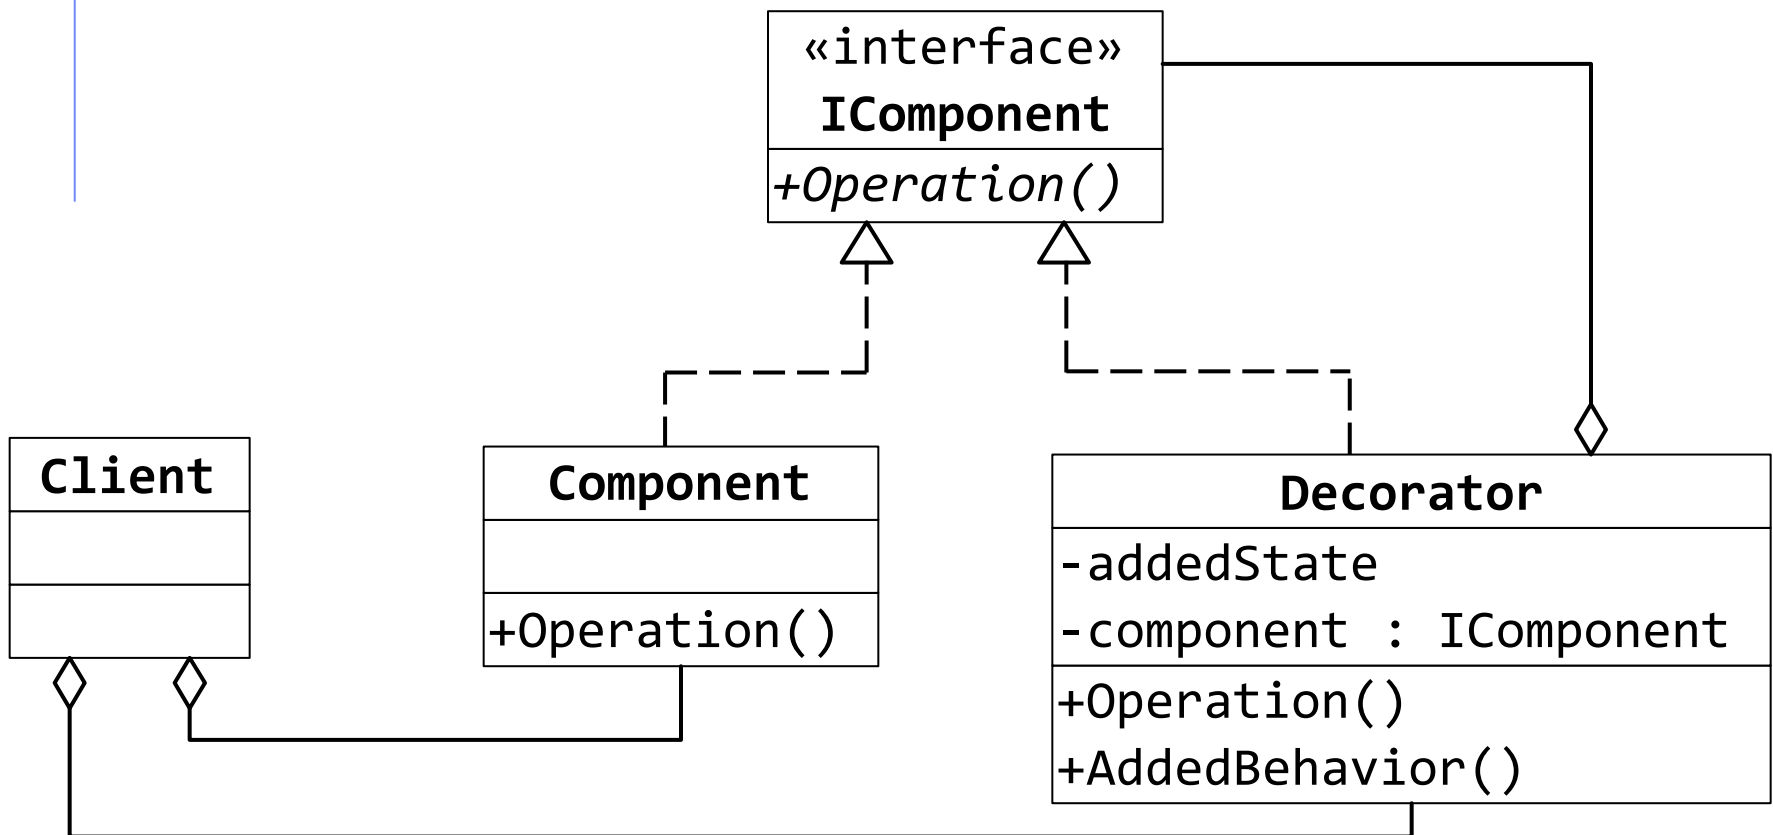 «interface»
IComponent
+Operation()
Client
Component
+Operation()
Decorator
-addedState
-component : IComponent
+Operation()
+AddedBehavior()